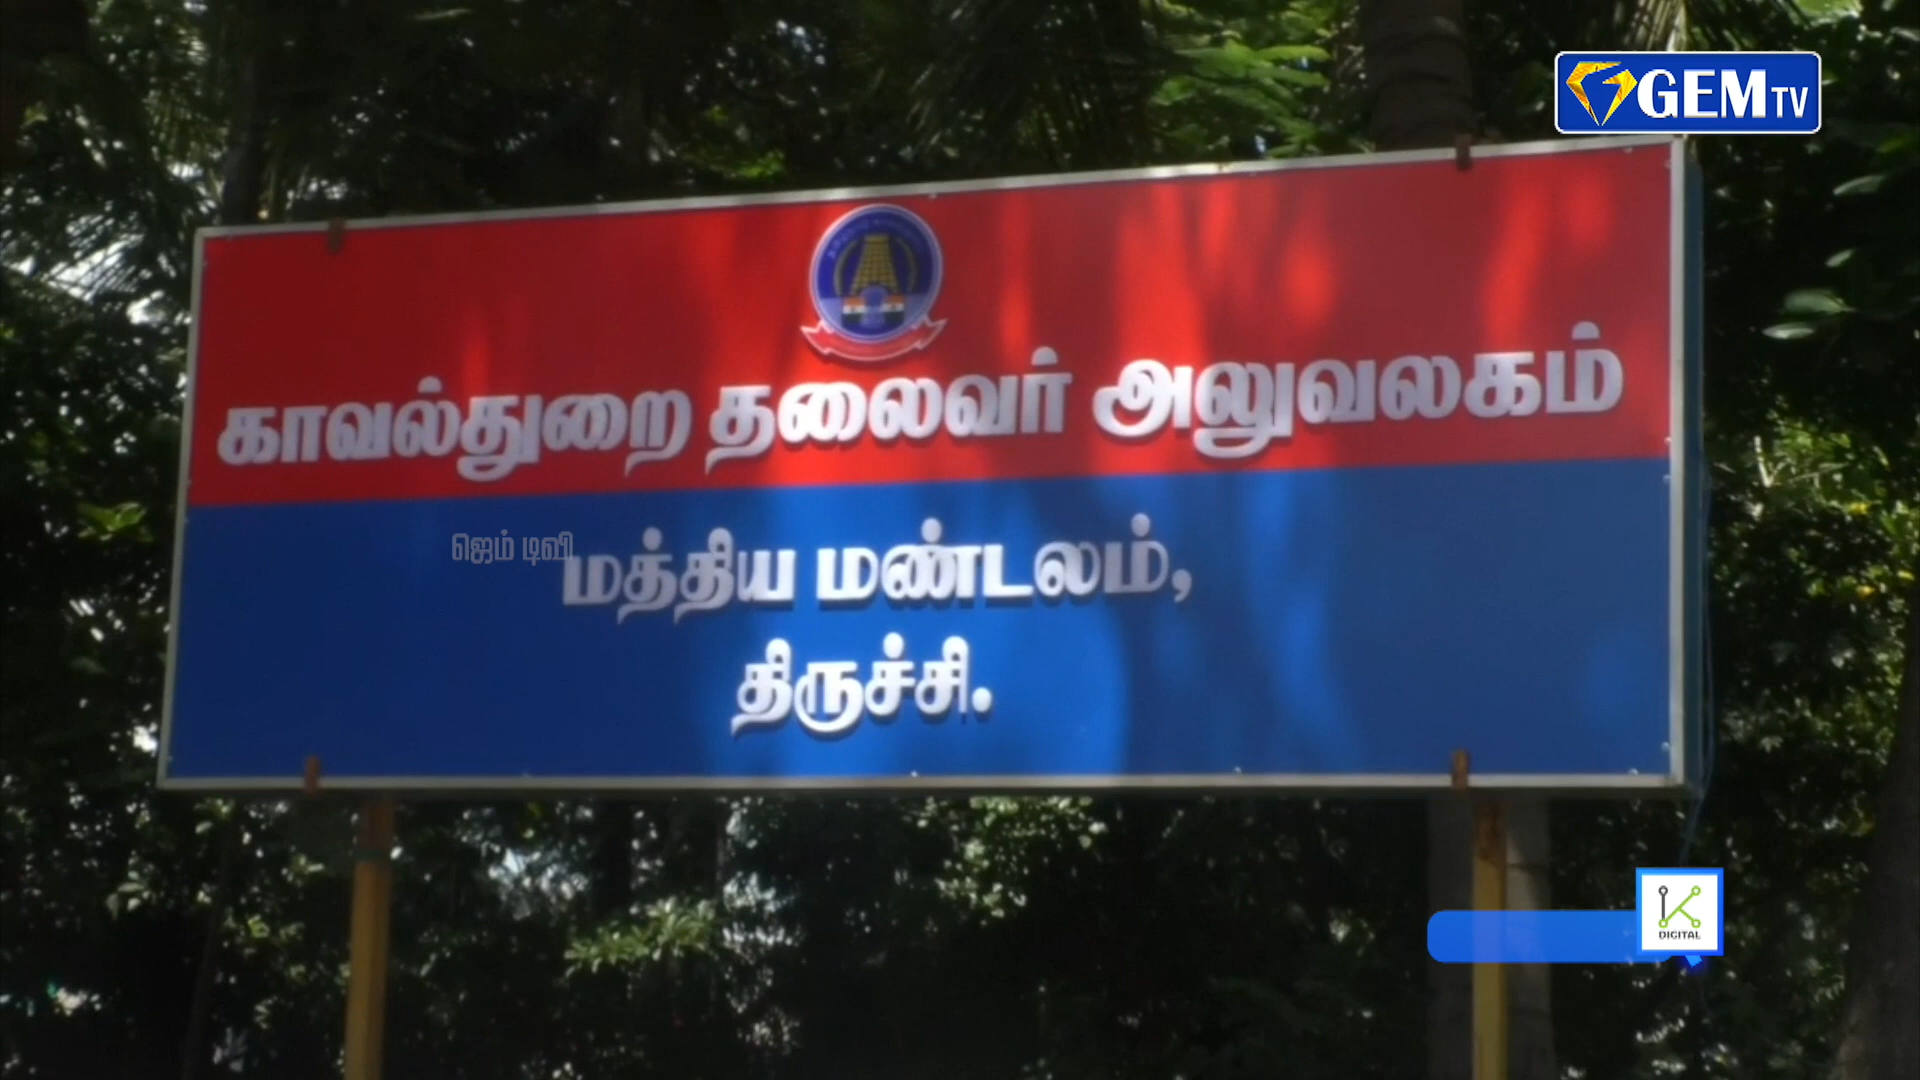 GEM TV
காவல்துறை தலைவர் அலுவலகம்
ஜெம் டிவி
மத்திய மண்டலம்,
திருச்சி.
DIGITAL